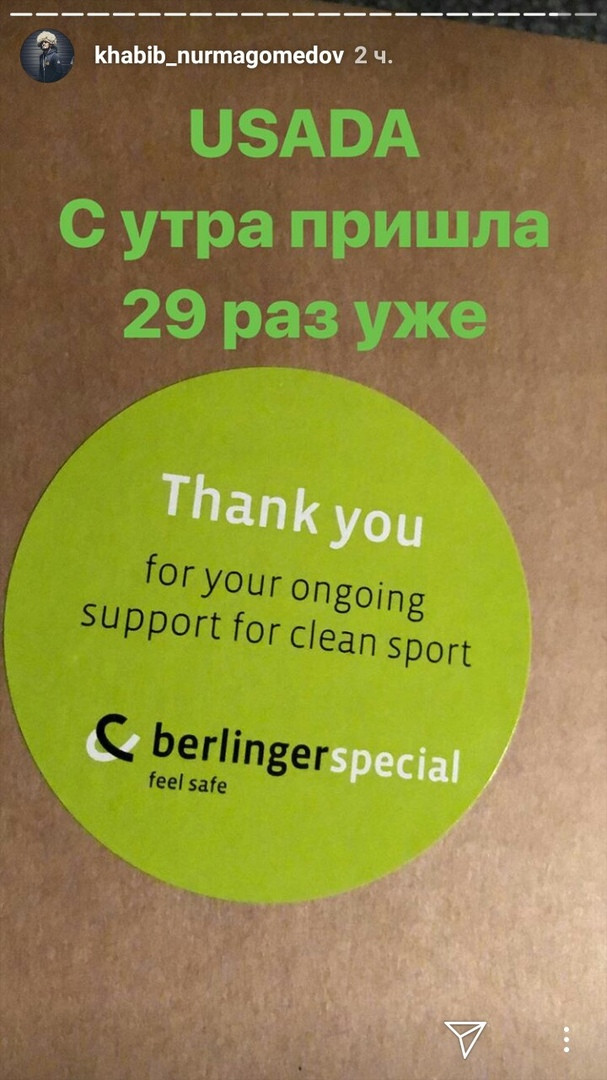 khabib_nurmagomedov 2 ч.
USADA
С утра пришла
29 раз уже
Thank you
for your ongoing
support for clean sport
berlingerspecial
feel safe